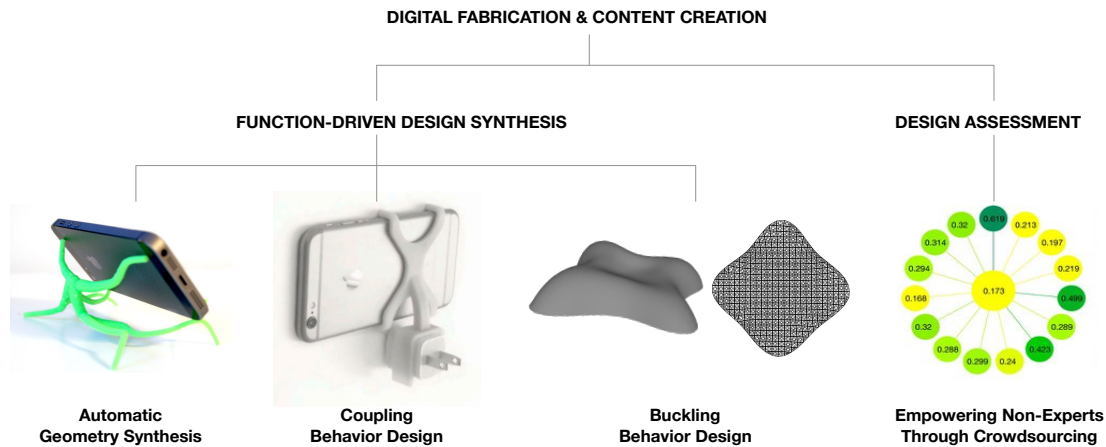 DIGITAL FABRICATION & CONTENT CREATION
FUNCTION-DRIVEN DESIGN SYNTHESIS
DESIGN ASSESSMENT
0.619
0.213
0.197
0.219
0.499
0.289
0.423
0.24
0.299
0.288
0.32
0.168
0.294
0.314
0.32
0.173
Automatic
Geometry Synthesis
Coupling
Behavior Design
Buckling
Behavior Design
Empowering Non-Experts
Through Crowdsourcing